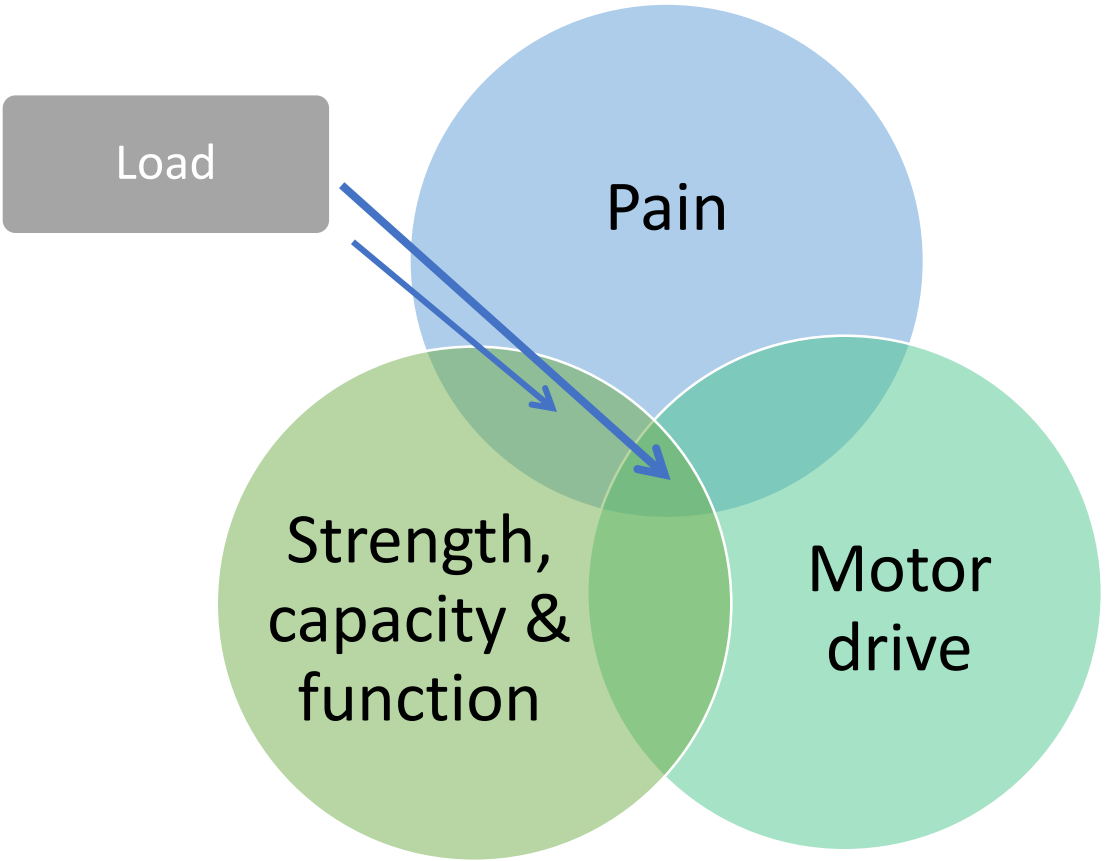 Load
Pain
Strength,
capacity &
function
Motor
drive